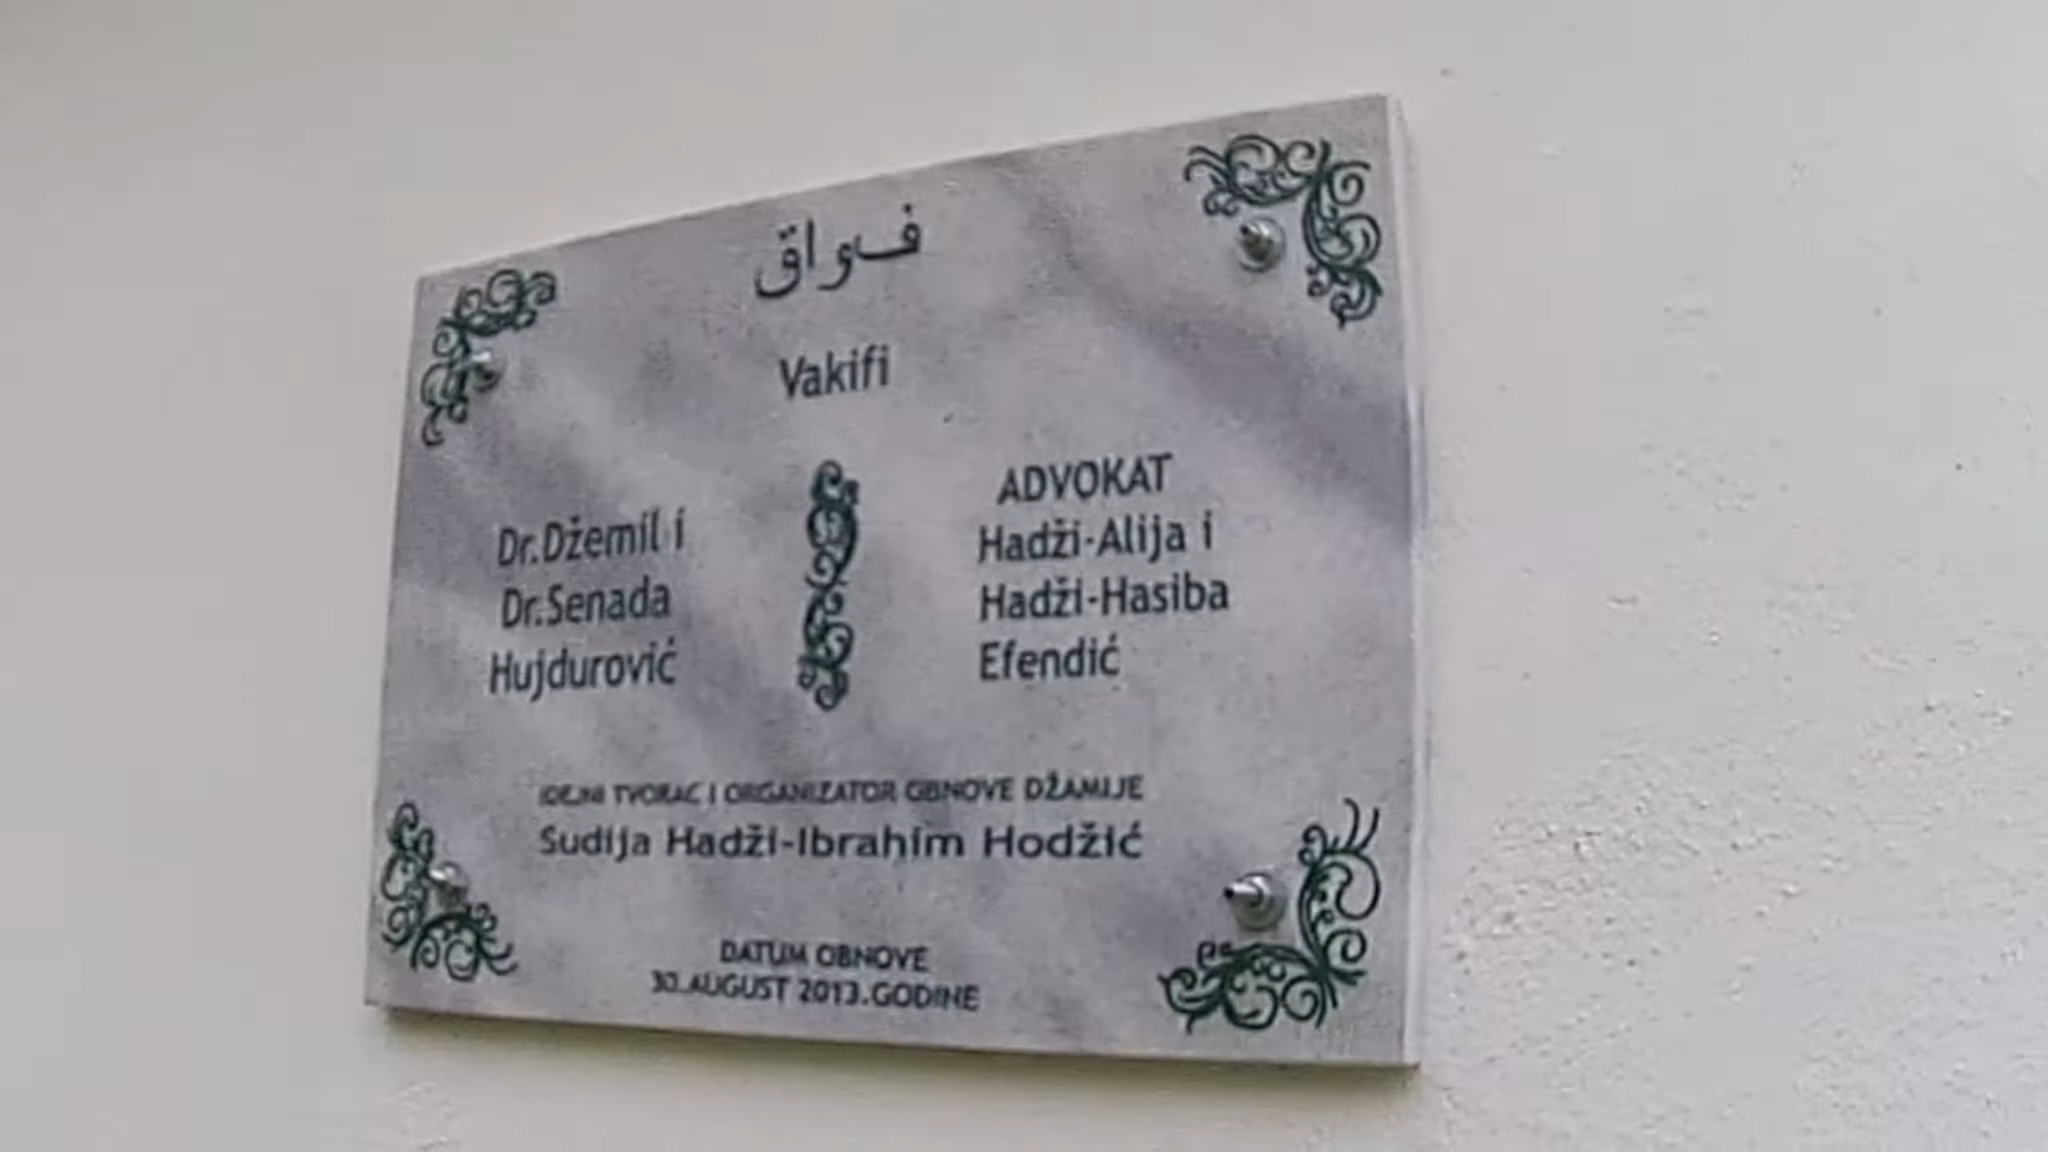 فواق
Vakifi
Dr.Džemil i
Dr.Senada
Hujdurović
ADVOKAT
Hadži-Alija i
Hadži-Hasiba
Efendić
IDEJNI TVORAC I ORGANIZATOR OBNOVE DŽAMIJE
Sudija Hadži-Ibrahim Hodžić
DATUM OBNOVE
30.AUGUST 2013.GODINE